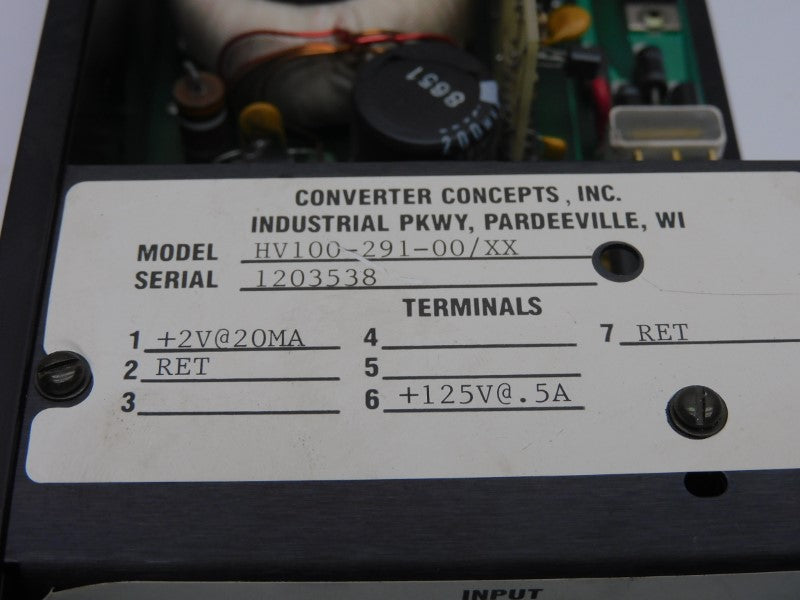 8651
CONVERTER CONCEPTS, INC.
INDUSTRIAL PKWY, PARDEEVILLE, WI
MODEL HV100-291-00/XX
SERIAL 1203538
TERMINALS
1 +2V@20MA 4 7 RET
2 RET 5
3 6 +125V@.5A
INPUT